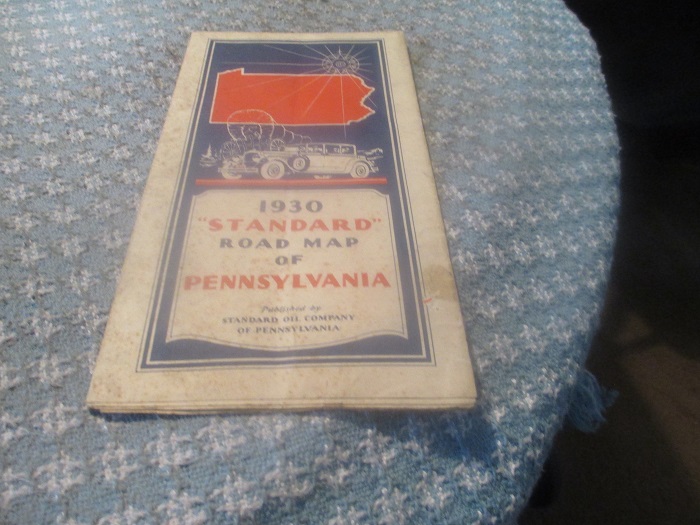 1930
"STANDARD"
ROAD MAP
OF
PENNSYLVANIA
Published by
STANDARD OIL COMPANY
OF PENNSYLVANIA